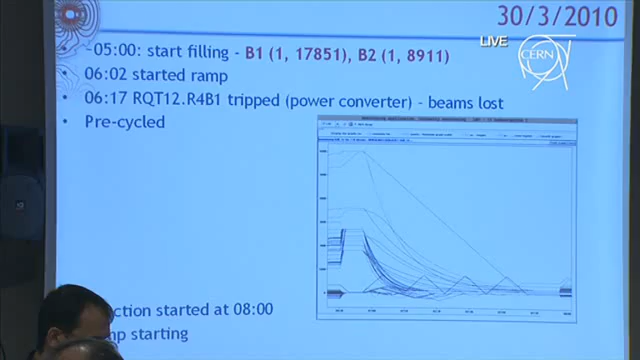 30/3/2010
LIVE
CERN
~05:00: start filling - B1 (1, 17851), B2 (1, 8911)
06:02 started ramp
06:17 RQT12.R4B1 tripped (power converter) - beams lost
Pre-cycled
ction started at 08:00
mp starting